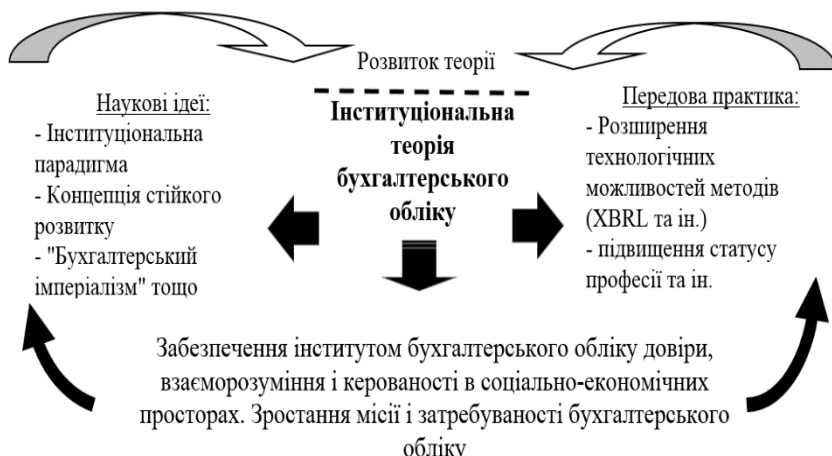 Розвиток теорії
Наукові ідеї:
- Інституціональна
парадигма
- Концепція стійкого
розвитку
- "Бухгалтерський
імперіалізм" тощо
Інституціональна
теорія
бухгалтерського
обліку
Передова практика:
- Розширення
технологічних
можливостей методів
(XBRL та ін.)
- підвищення статусу
професії та ін.
Забезпечення інститутом бухгалтерського обліку довіри,
взаєморозуміння і керованості в соціально-економічних
просторах. Зростання місії і затребуваності бухгалтерського
обліку